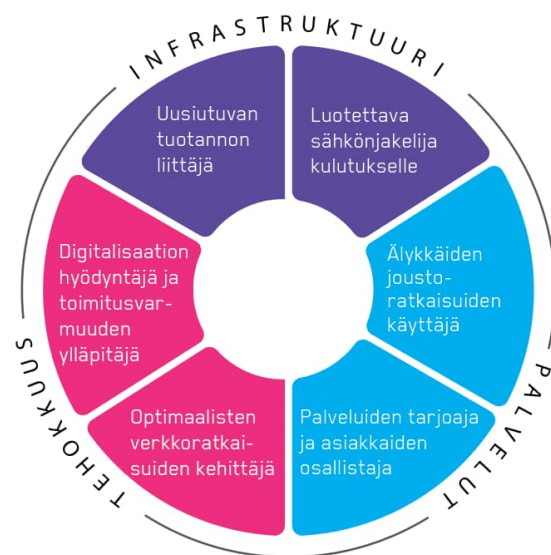 INFRASTRUKTUURI
Uusiutuvan
tuotannon
liittäjä
Luotettava
sähkönjakelija
kulutukselle
Digitalisaation
hyödyntäjä ja
toimitusvar-
muuden
ylläpitäjä
Älykkäiden
jousto-
ratkaisuiden
käyttäjä
Optimaalisten
verkkoratkai-
suiden kehittäjä
Palveluiden tarjoaja
ja asiakkaiden
osallistaja
TEHOKKUUS
PALVELUT